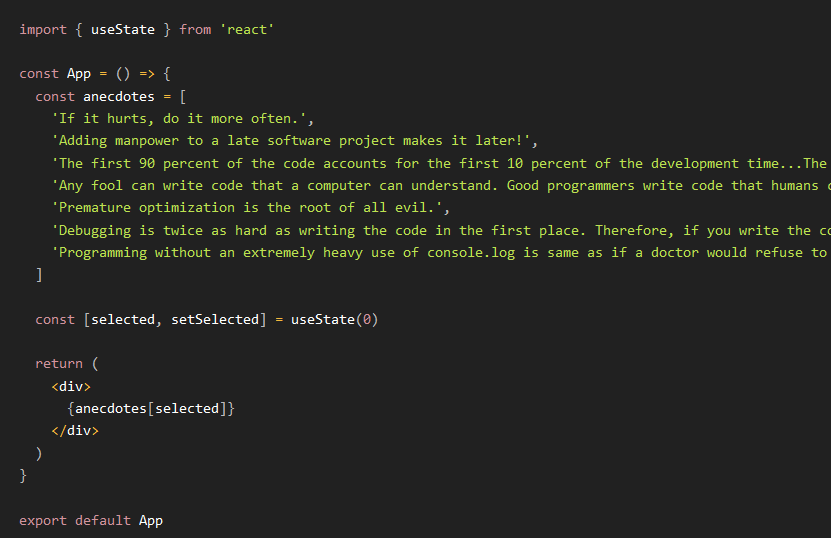 import { useState } from 'react'
const App = () => {
const anecdotes = [
'If it hurts, do it more often.',
'Adding manpower to a late software project makes it later!',
'The first 90 percent of the code accounts for the first 10 percent of the development time...The
'Any fool can write code that a computer can understand. Good programmers write code that humans
'Premature optimization is the root of all evil.',
'Debugging is twice as hard as writing the code in the first place. Therefore, if you write the
'Programming without an extremely heavy use of console.log is same as if a doctor would refuse to
]
const [selected, setSelected] = useState(0)
return (
<div>
{anecdotes[selected]}
</div>
)
}
export default App